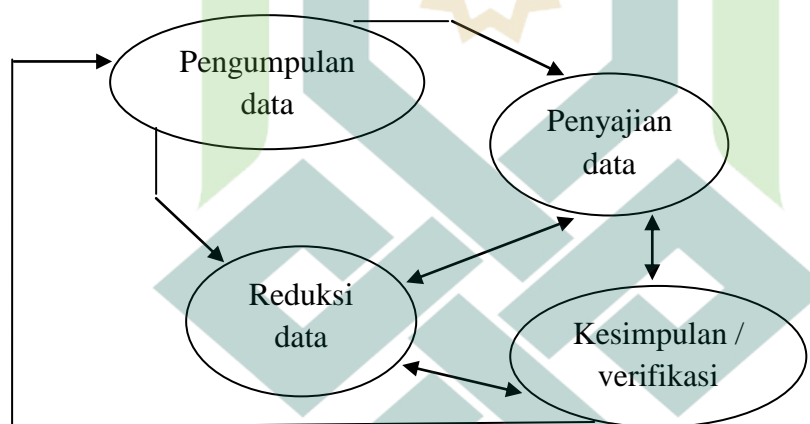 Pengumpulan
data
Penyajian
data
Reduksi
data
Kesimpulan /
verifikasi